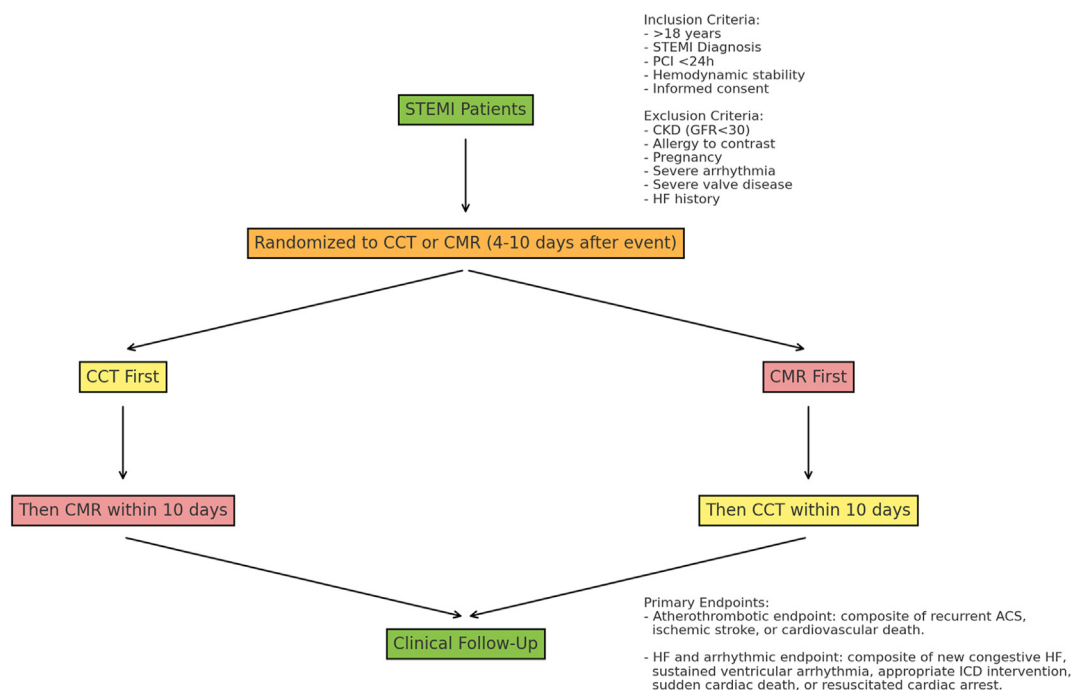 Inclusion Criteria:
- >18 years
- STEMI Diagnosis
- PCI <24h
- Hemodynamic stability
- Informed consent
Exclusion Criteria:
- CKD (GFR<30)
- Allergy to contrast
- Pregnancy
- Severe arrhythmia
- Severe valve disease
- HF history
STEMI Patients
Randomized to CCT or CMR (4-10 days after event)
CCT First
CMR First
Then CMR within 10 days
Then CCT within 10 days
Clinical Follow-Up
Primary Endpoints:
- Atherothrombotic endpoint: composite of recurrent ACS,
ischemic stroke, or cardiovascular death.
- HF and arrhythmic endpoint: composite of new congestive HF,
sustained ventricular arrhythmia, appropriate ICD intervention,
sudden cardiac death, or resuscitated cardiac arrest.